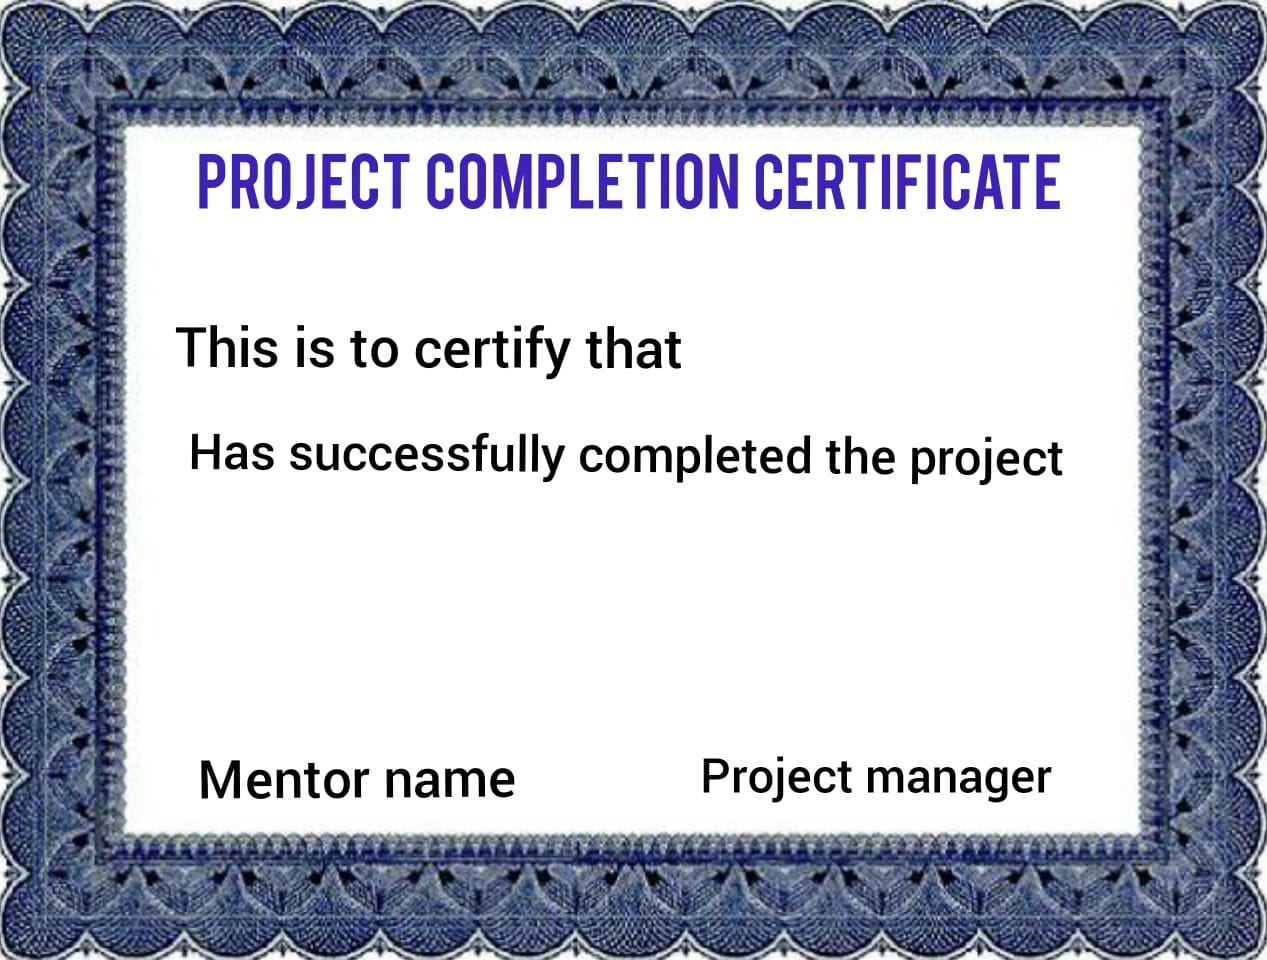 PROJECT COMPLETION CERTIFICATE
This is to certify that
Has successfully completed the project
Mentor name
Project manager